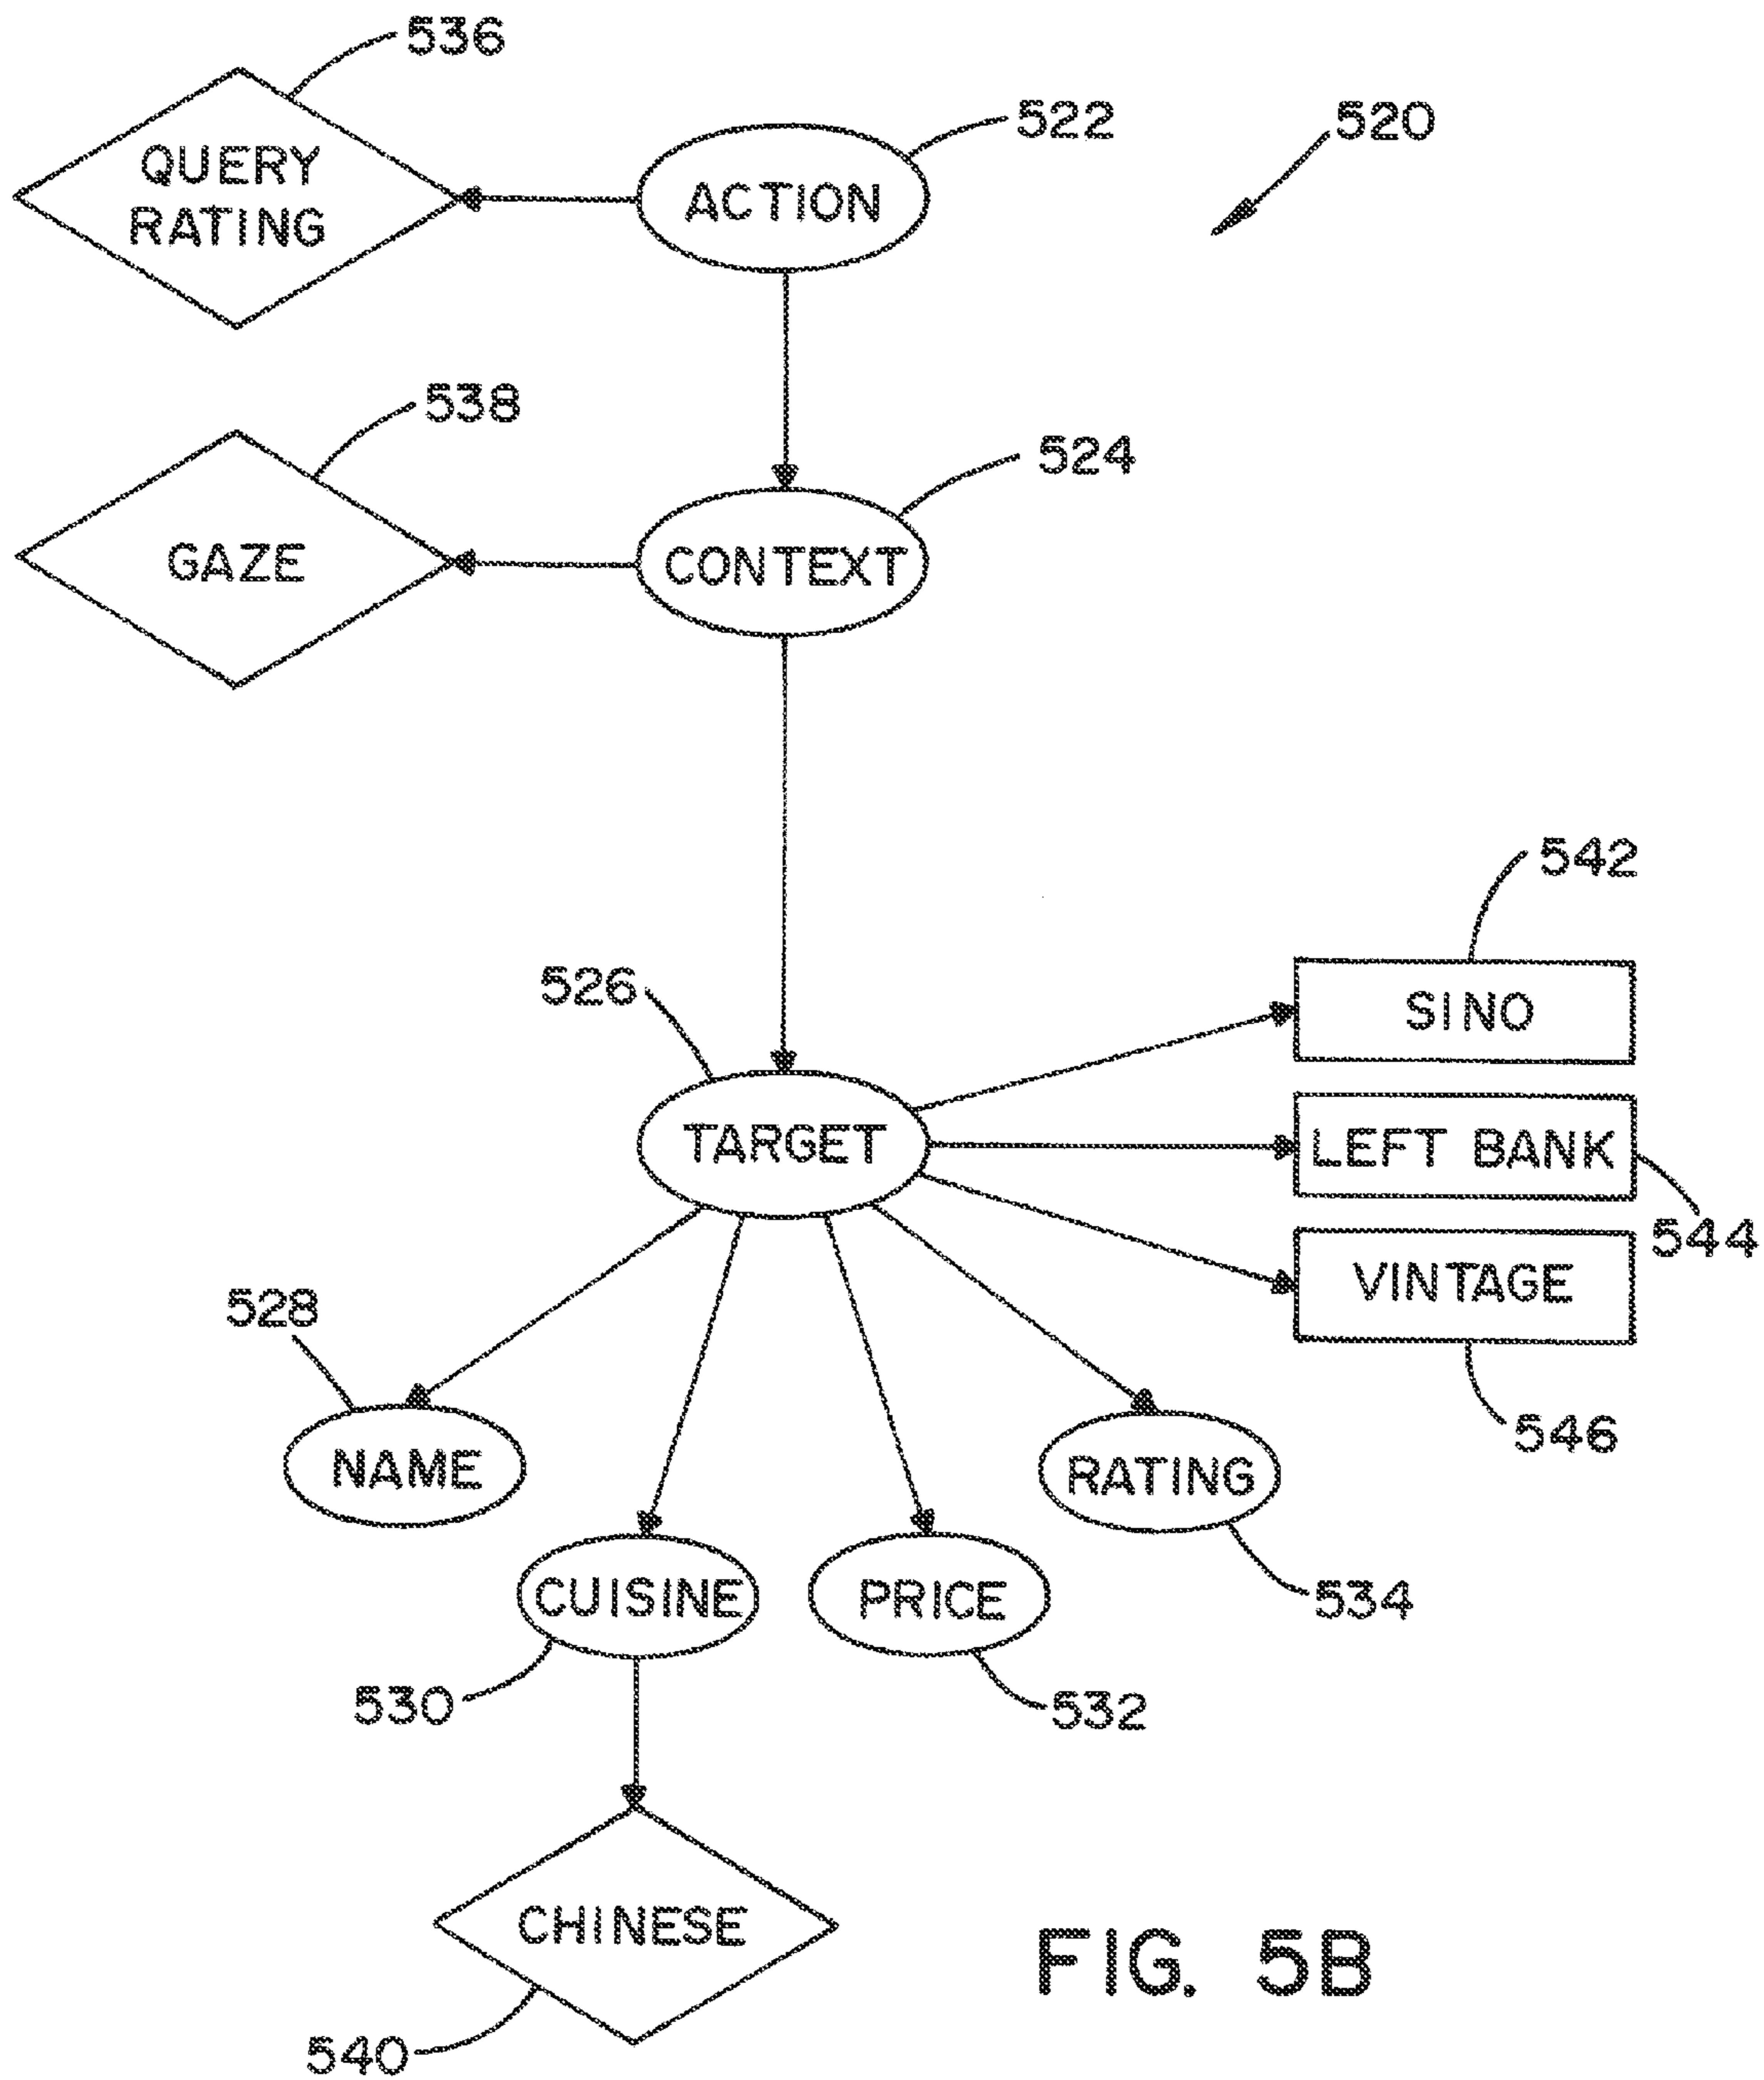 536
QUERY
RATING
522
ACTION
520
538
GAZE
524
CONTEXT
542
526
SINO
TARGET
LEFT BANK
544
528
VINTAGE
546
NAME
RATING
CUISINE
PRICE
534
530
532
CHINESE
FIG. 5B
540